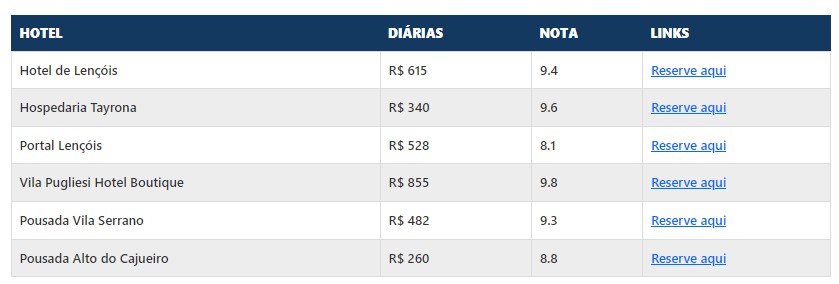 HOTEL DIÁRIAS NOTA LINKS
Hotel de Lençóis R$ 615 9.4 Reserve aqui
Hospedaria Tayrona R$ 340 9.6 Reserve aqui
Portal Lençóis R$ 528 8.1 Reserve aqui
Vila Pugliesi Hotel Boutique R$ 855 9.8 Reserve aqui
Pousada Vila Serrano R$ 482 9.3 Reserve aqui
Pousada Alto do Cajueiro R$ 260 8.8 Reserve aqui